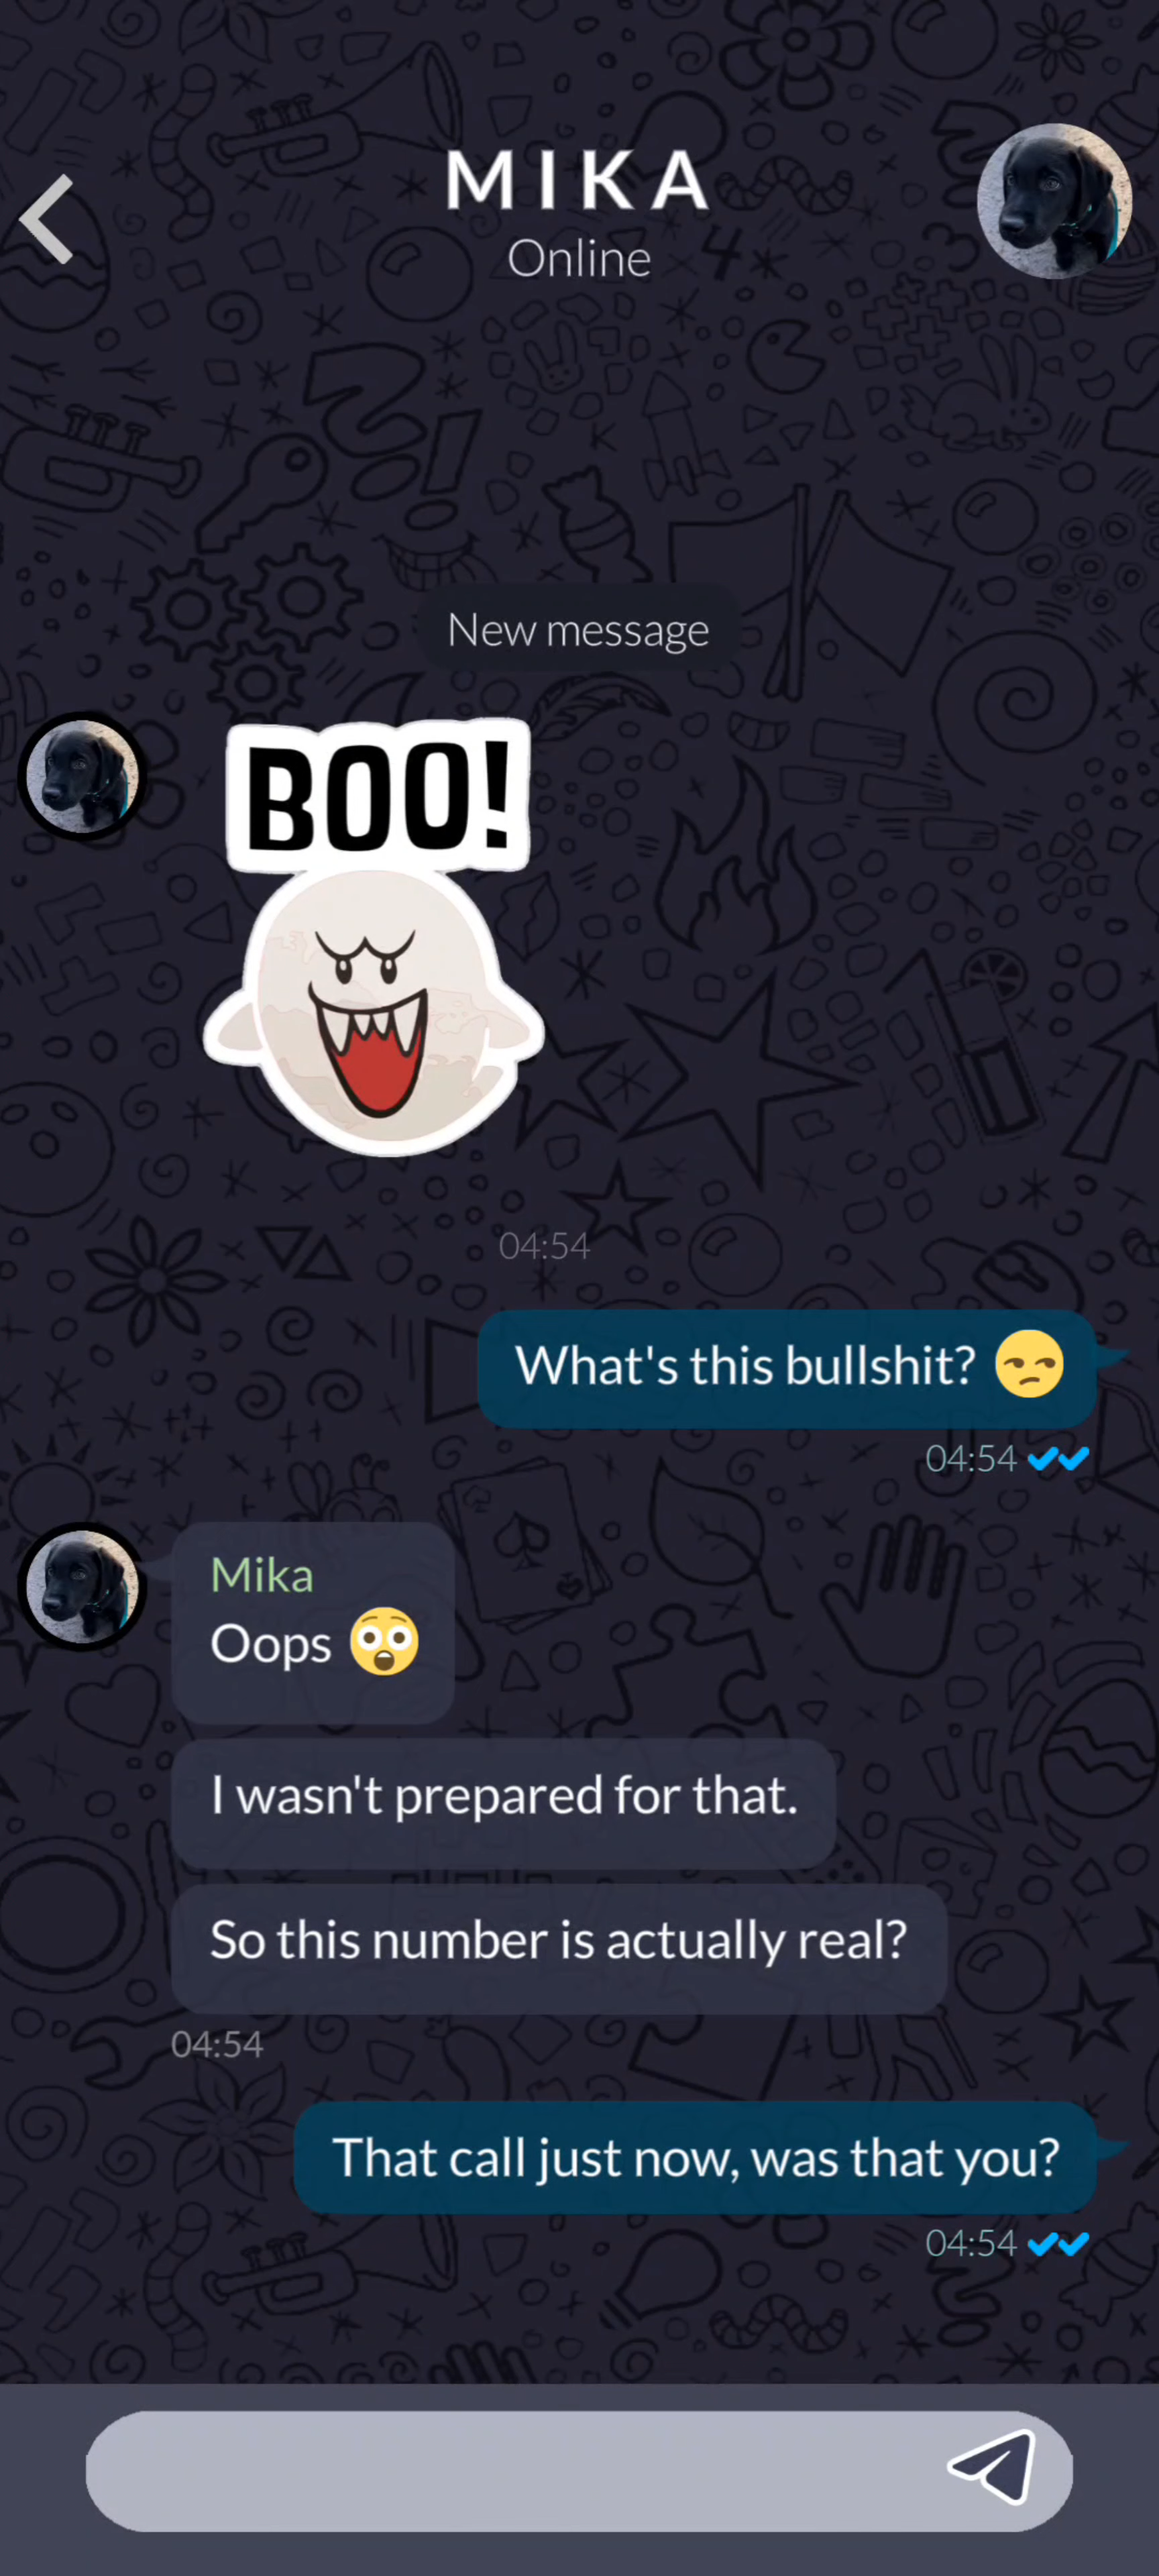 MIKA
Online
New message
BOO!
04:54
What's this bullshit? 😒
04:54
Mika
Oops 😲
I wasn't prepared for that.
So this number is actually real?
04:54
That call just now, was that you?
04:54